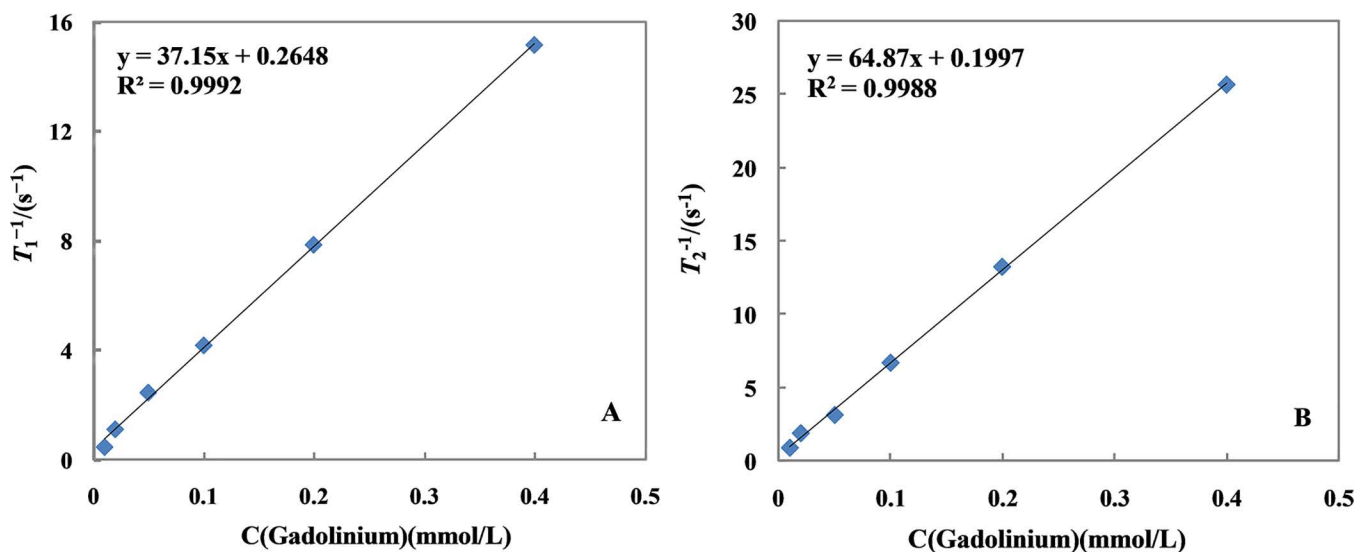 y = 37.15x + 0.2648
R² = 0.9992
16
12
8
4
0
0
0.1
0.2
0.3
0.4
0.5
T₁⁻¹/(s⁻¹)
C(Gadolinium)(mmol/L)
A
y = 64.87x + 0.1997
R² = 0.9988
30
25
20
15
10
5
0
0
0.1
0.2
0.3
0.4
0.5
T₂⁻¹/(s⁻¹)
C(Gadolinium)(mmol/L)
B